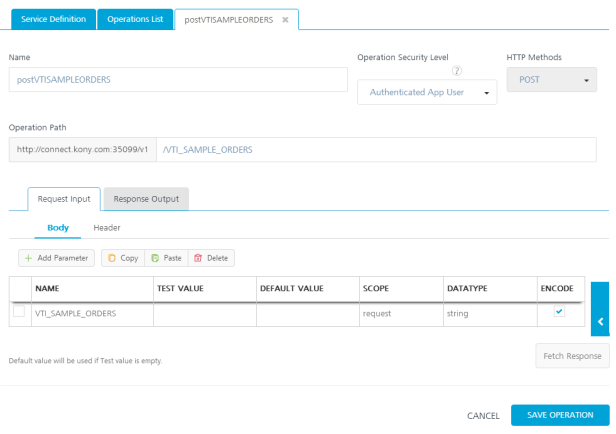 Service Definition Operations List postVTISAMPLEORDERS ×
Name Operation Security Level HTTP Methods
?
postVTISAMPLEORDERS Authenticated App User POST
Operation Path
http://connect.kony.com:35099/v1 /VTI_SAMPLE_ORDERS
Request Input Response Output
Body Header
+ Add Parameter Copy Paste Delete
NAME TEST VALUE DEFAULT VALUE SCOPE DATATYPE ENCODE
VTI_SAMPLE_ORDERS request string
Fetch Response
Default value will be used if Test value is empty.
CANCEL SAVE OPERATION